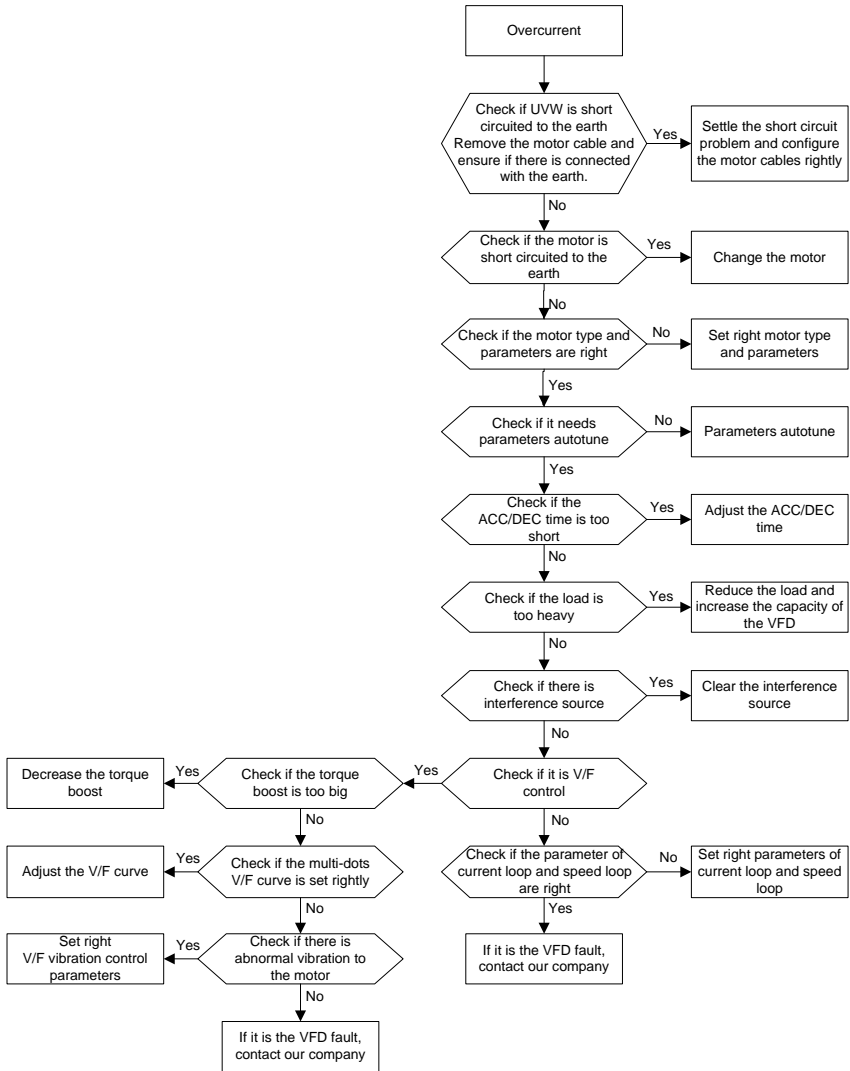 Overcurrent
Check if UVW is short
circuited to the earth
Remove the motor cable and
ensure if there is connected
with the earth.
Yes
Settle the short circuit
problem and configure
the motor cables rightly
No
Check if the motor is
short circuited to the
earth
Yes
Change the motor
No
Check if the motor type and
parameters are right
No
Set right motor type
and parameters
Yes
Check if it needs
parameters autotune
No
Parameters autotune
Yes
Check if the
ACC/DEC time is too
short
Yes
Adjust the ACC/DEC
time
No
Check if the load is
too heavy
Yes
Reduce the load and
increase the capacity of
the VFD
No
Check if there is
interference source
Yes
Clear the interference
source
No
Check if it is V/F
control
Yes
Check if the torque
boost is too big
Yes
Decrease the torque
boost
No
Check if the multi-dots
V/F curve is set rightly
Yes
Adjust the V/F curve
No
Check if there is
abnormal vibration to
the motor
Yes
Set right
V/F vibration control
parameters
No
If it is the VFD fault,
contact our company
No
Check if the parameter of
current loop and speed loop
are right
No
Set right parameters of
current loop and speed
loop
Yes
If it is the VFD fault,
contact our company